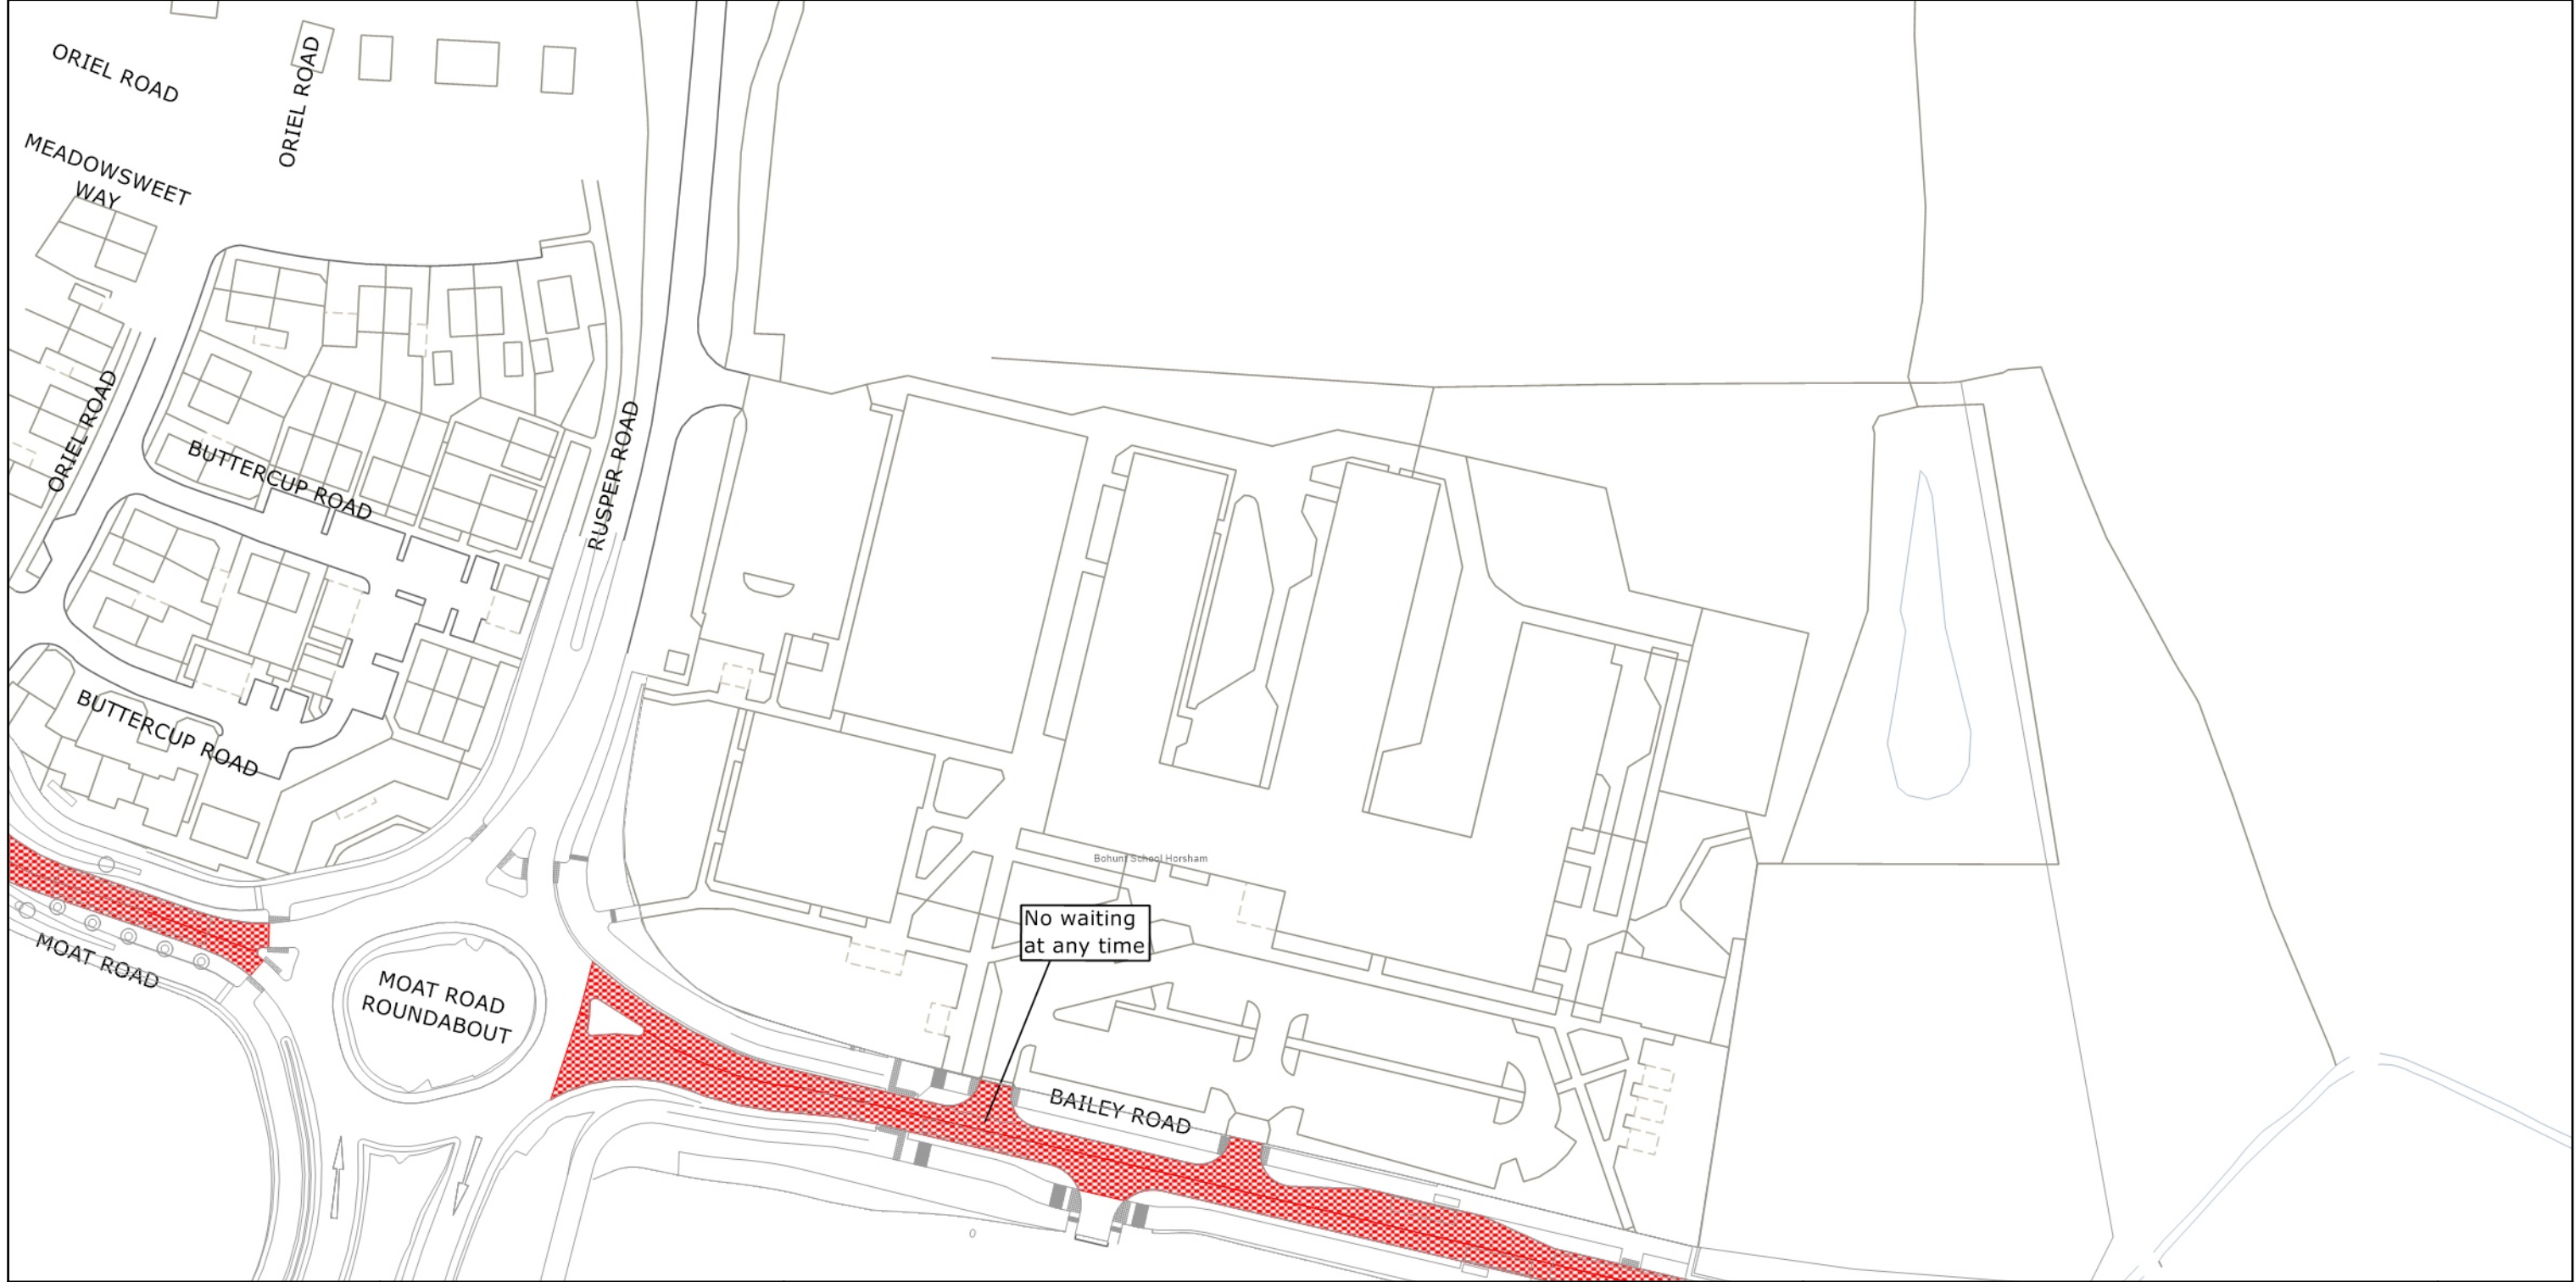 ORIEL ROAD
ORIEL ROAD
MEADOWSWEET
WAY
ORIEL ROAD
BUTTERCUP ROAD
RUSPER ROAD
BUTTERCUP ROAD
Bohunt School Horsham
No waiting
at any time
MOAT ROAD
MOAT ROAD
ROUNDABOUT
BAILEY ROAD
0